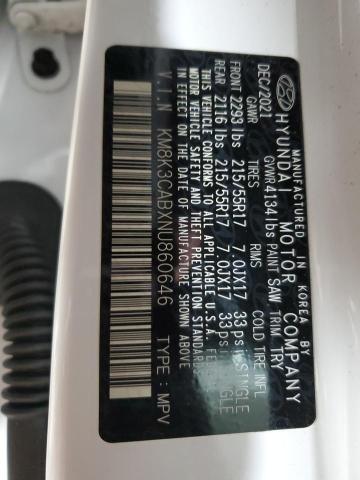 MANUFACTURED IN KOREA BY
HYUNDAI MOTOR COMPANY
DEC/2021 GVWR 4134 lbs PAINT SAW TRIM TRY
GAWR TIRES RIMS COLD TIRE INFL
FRONT 2293 lbs 215/55R17 7.0JX17 33 psi SINGLE
REAR 2116 lbs 215/55R17 7.0JX17 33 psi SINGLE
THIS VEHICLE CONFORMS TO ALL APPLICABLE U.S.A.
MOTOR VEHICLE SAFETY AND THEFT PREVENTION STANDARDS
IN EFFECT ON THE DATE OF MANUFACTURE SHOWN ABOVE
V.I.N KM8K3CABXNU860646 TYPE : MPV